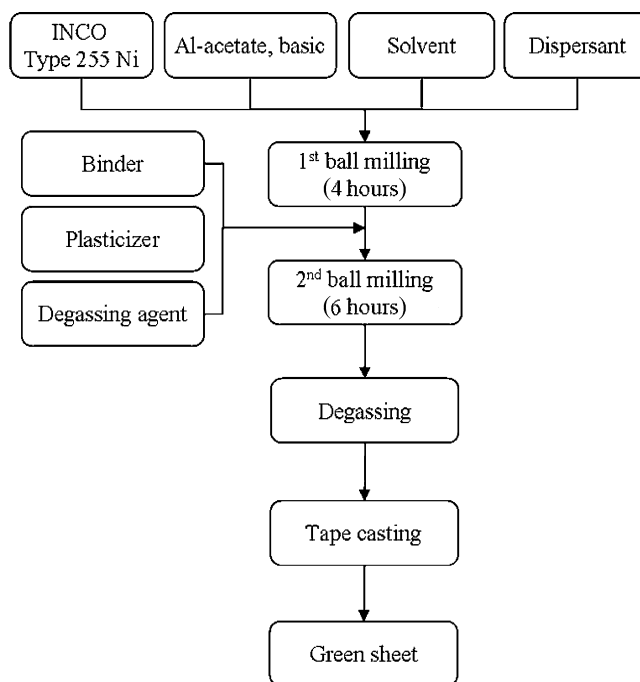 INCO
Type 255 Ni
Al-acetate, basic
Solvent
Dispersant
1st ball milling
(4 hours)
Binder
Plasticizer
Degassing agent
2nd ball milling
(6 hours)
Degassing
Tape casting
Green sheet